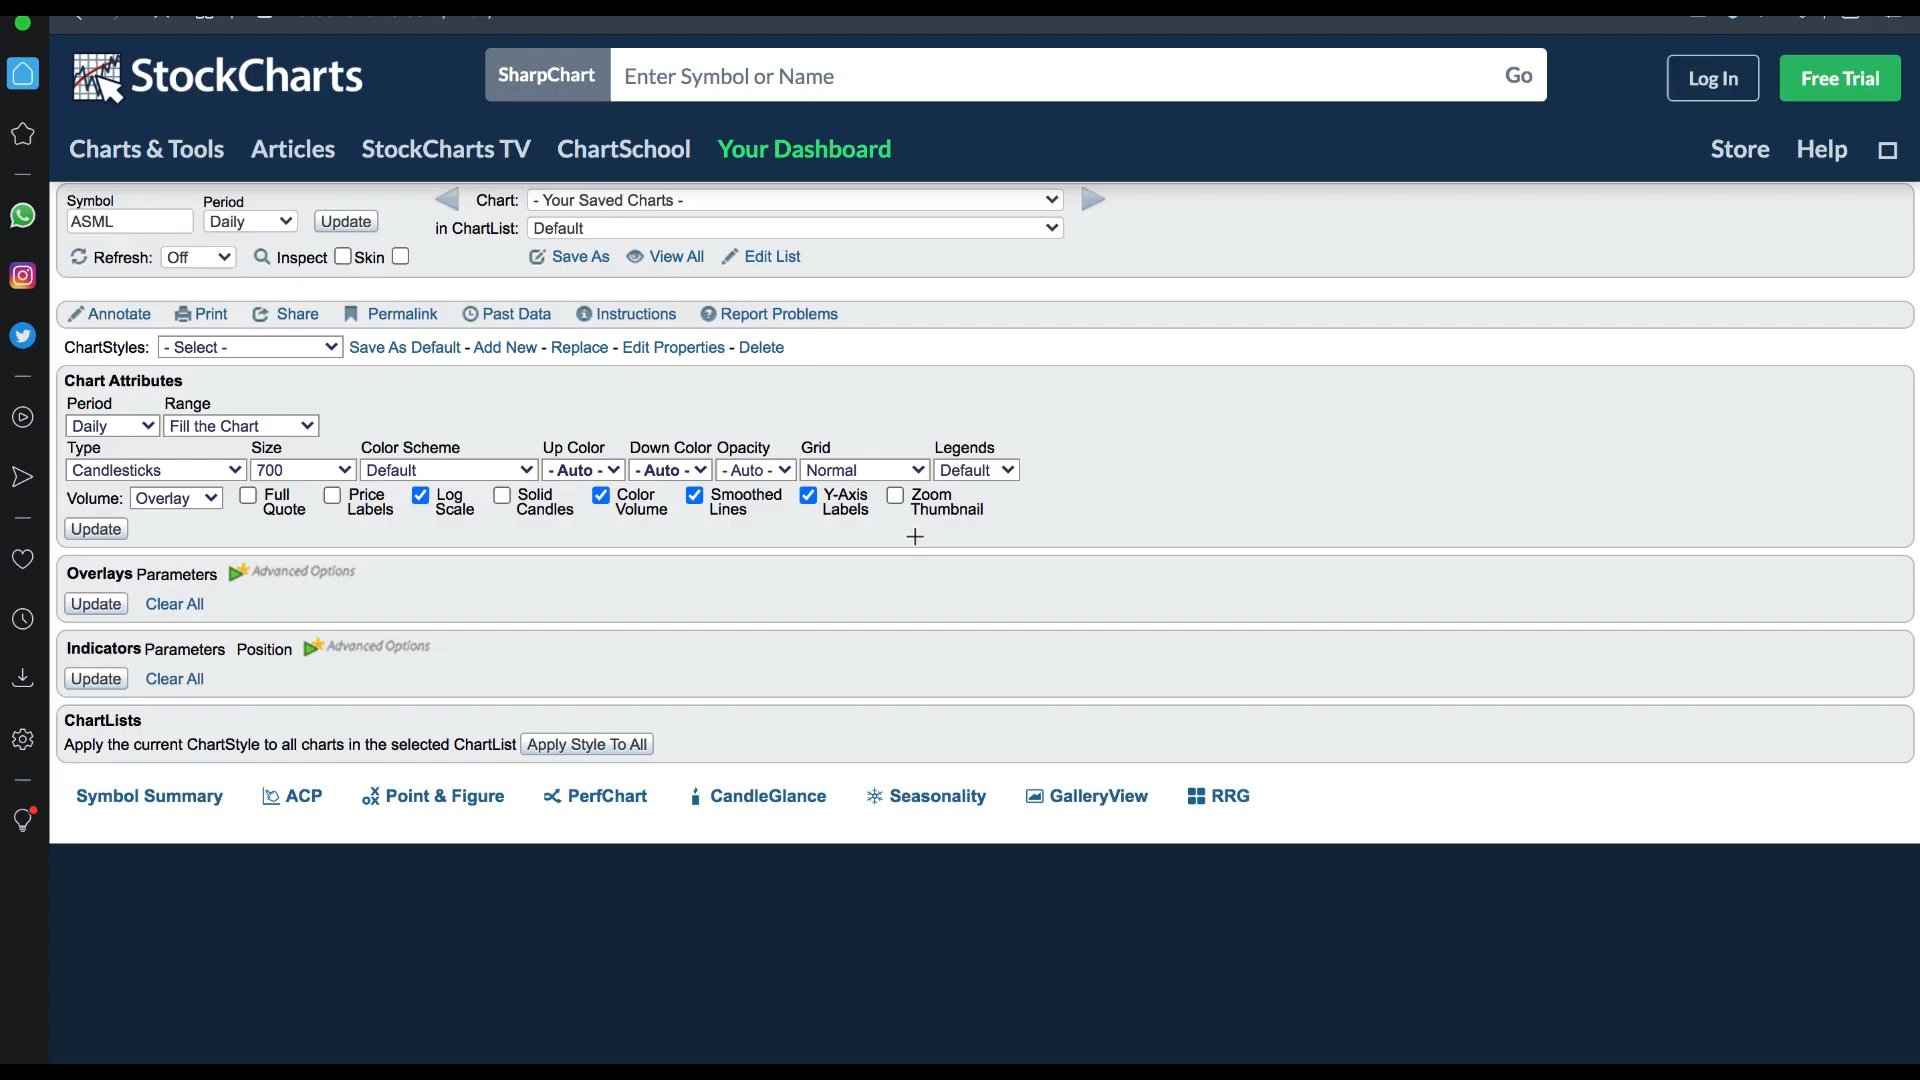 StockCharts
SharpChart Enter Symbol or Name Go
Log In Free Trial
Charts & Tools Articles StockCharts TV ChartSchool Your Dashboard Store Help
Symbol Period
ASML Daily Update
Chart: - Your Saved Charts -
in ChartList: Default
Refresh: Off Inspect Skin
Save As View All Edit List
Annotate Print Share Permalink Past Data Instructions Report Problems
ChartStyles: - Select - Save As Default - Add New - Replace - Edit Properties - Delete
Chart Attributes
Period Range
Daily Fill the Chart
Type Size Color Scheme Up Color Down Color Opacity Grid Legends
Candlesticks 700 Default - Auto - - Auto - - Auto - Normal Default
Volume: Overlay Full Quote Price Labels Log Scale Solid Candles Color Volume Smoothed Lines Y-Axis Labels Zoom Thumbnail
Update
Overlays Parameters Advanced Options
Update Clear All
Indicators Parameters Position Advanced Options
Update Clear All
ChartLists
Apply the current ChartStyle to all charts in the selected ChartList Apply Style To All
Symbol Summary ACP Point & Figure PerfChart CandleGlance Seasonality GalleryView RRG